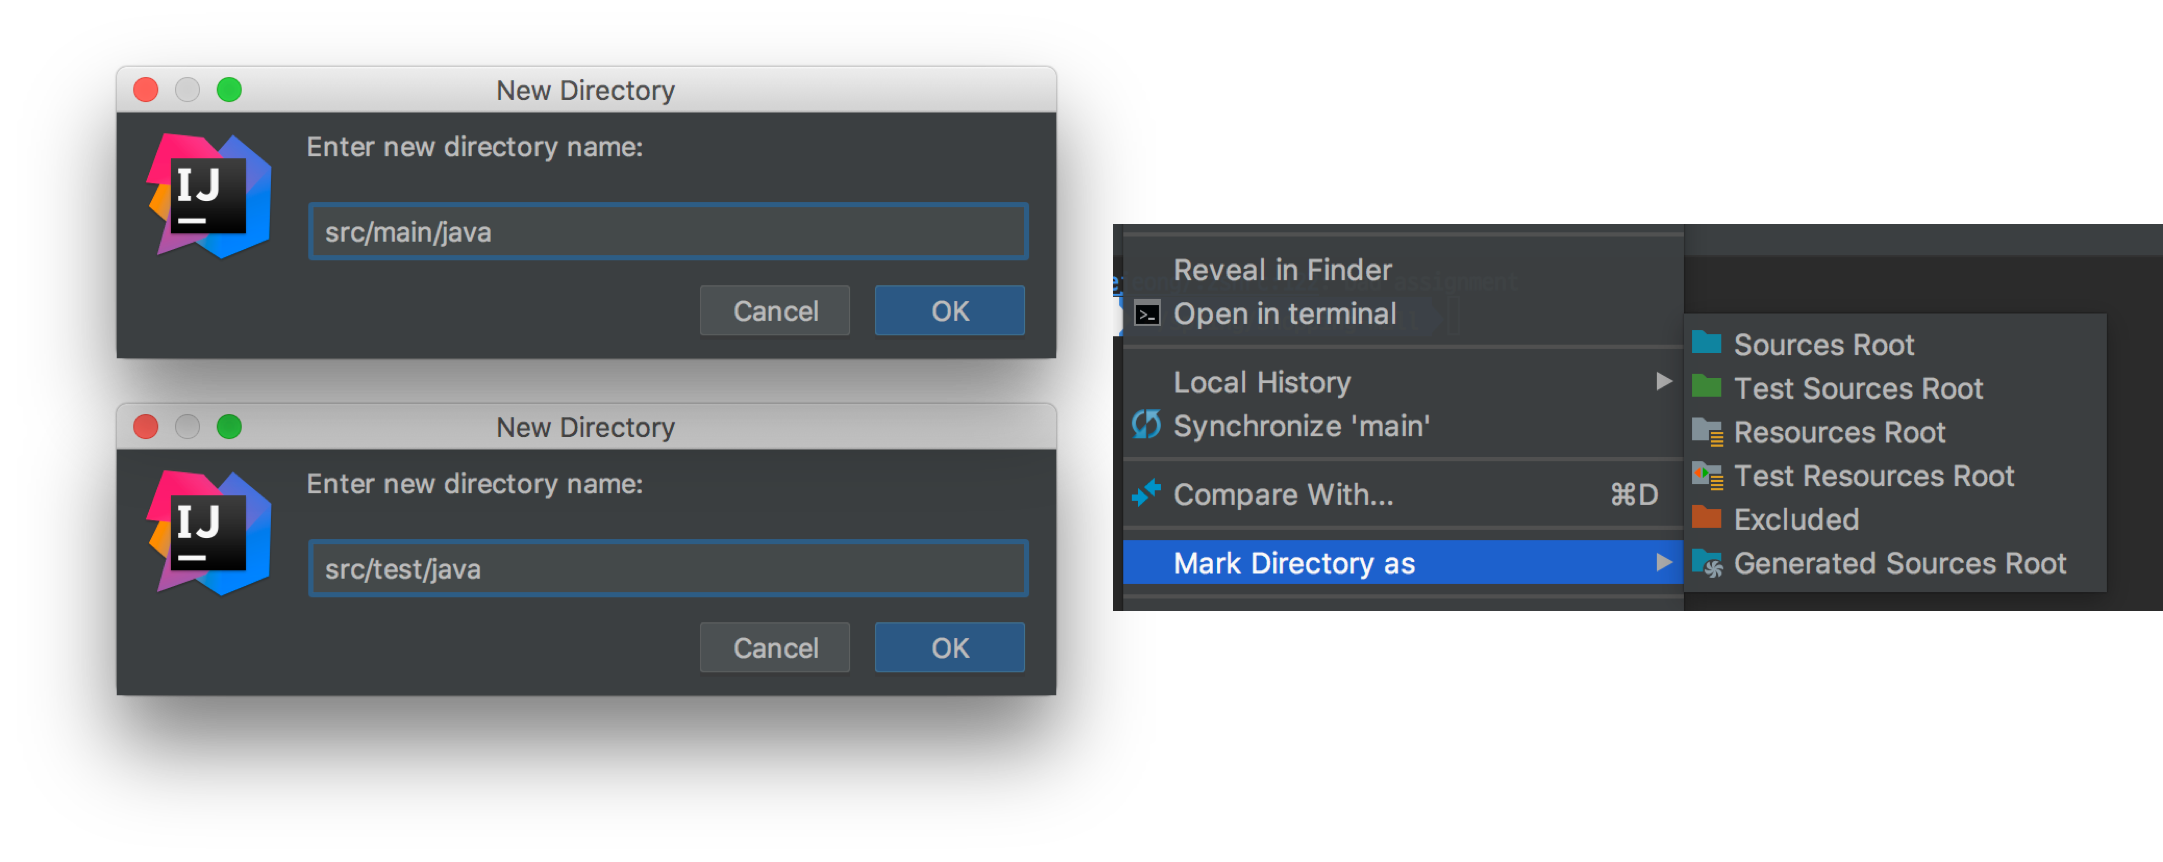 New Directory
IJ
Enter new directory name:
src/main/java
Cancel
OK
New Directory
IJ
Enter new directory name:
src/test/java
Cancel
OK
Reveal in Finder
assignment
Open in terminal
Local History
Synchronize 'main'
Compare With... ⌘D
Mark Directory as
Sources Root
Test Sources Root
Resources Root
Test Resources Root
Excluded
Generated Sources Root